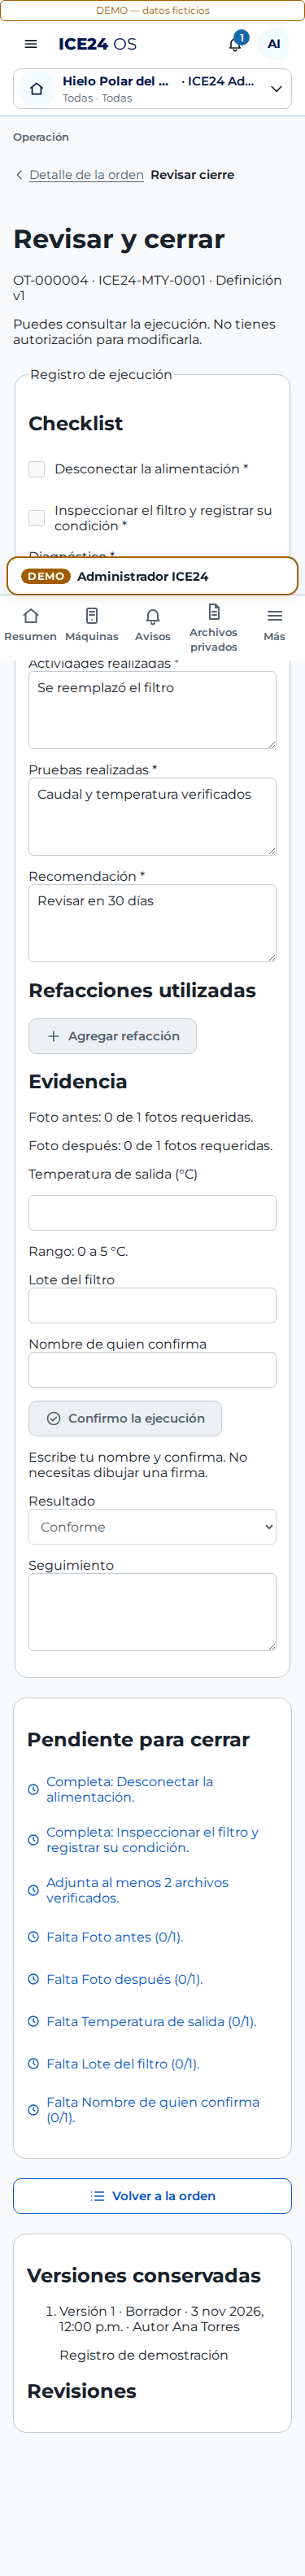 DEMO — datos ficticios
ICE24 OS
1
AI
Hielo Polar del ... · ICE24 Ad...
Todas - Todas
Operación
Detalle de la orden Revisar cierre
Revisar y cerrar
OT-000004 · ICE24-MTY-0001 · Definición
v1
Puedes consultar la ejecución. No tienes
autorización para modificarla.
Registro de ejecución
Checklist
Desconectar la alimentación *
Inspeccionar el filtro y registrar su
condición *
Diagnóstico *
DEMO Administrador ICE24
Resumen
Máquinas
Avisos
Archivos
privados
Más
Actividades realizadas *
Se reemplazó el filtro
Pruebas realizadas *
Caudal y temperatura verificados
Recomendación *
Revisar en 30 días
Refacciones utilizadas
Agregar refacción
Evidencia
Foto antes: 0 de 1 fotos requeridas.
Foto después: 0 de 1 fotos requeridas.
Temperatura de salida (°C)
Rango: 0 a 5 °C.
Lote del filtro
Nombre de quien confirma
Confirmo la ejecución
Escribe tu nombre y confirma. No
necesitas dibujar una firma.
Resultado
Conforme
Seguimiento
Pendiente para cerrar
Completa: Desconectar la
alimentación.
Completa: Inspeccionar el filtro y
registrar su condición.
Adjunta al menos 2 archivos
verificados.
Falta Foto antes (0/1).
Falta Foto después (0/1).
Falta Temperatura de salida (0/1).
Falta Lote del filtro (0/1).
Falta Nombre de quien confirma
(0/1).
Volver a la orden
Versiones conservadas
1. Versión 1 · Borrador · 3 nov 2026,
12:00 p.m. · Autor Ana Torres
Registro de demostración
Revisiones